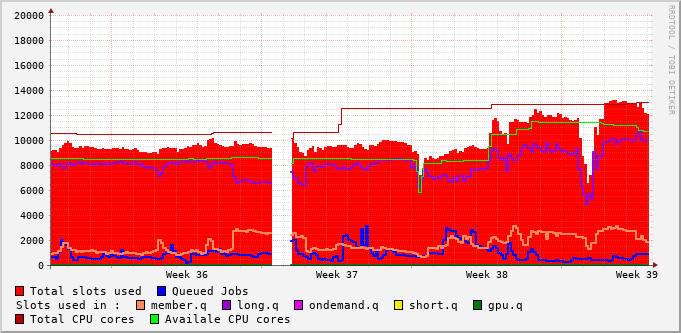 RRDTOOL / TOBI OETIKER
20000
18000
16000
14000
12000
10000
8000
6000
4000
2000
0
Week 36 Week 37 Week 38 Week 39
Total slots used Queued Jobs
Slots used in : member.q long.q ondemand.q short.q gpu.q
Total CPU cores Availale CPU cores